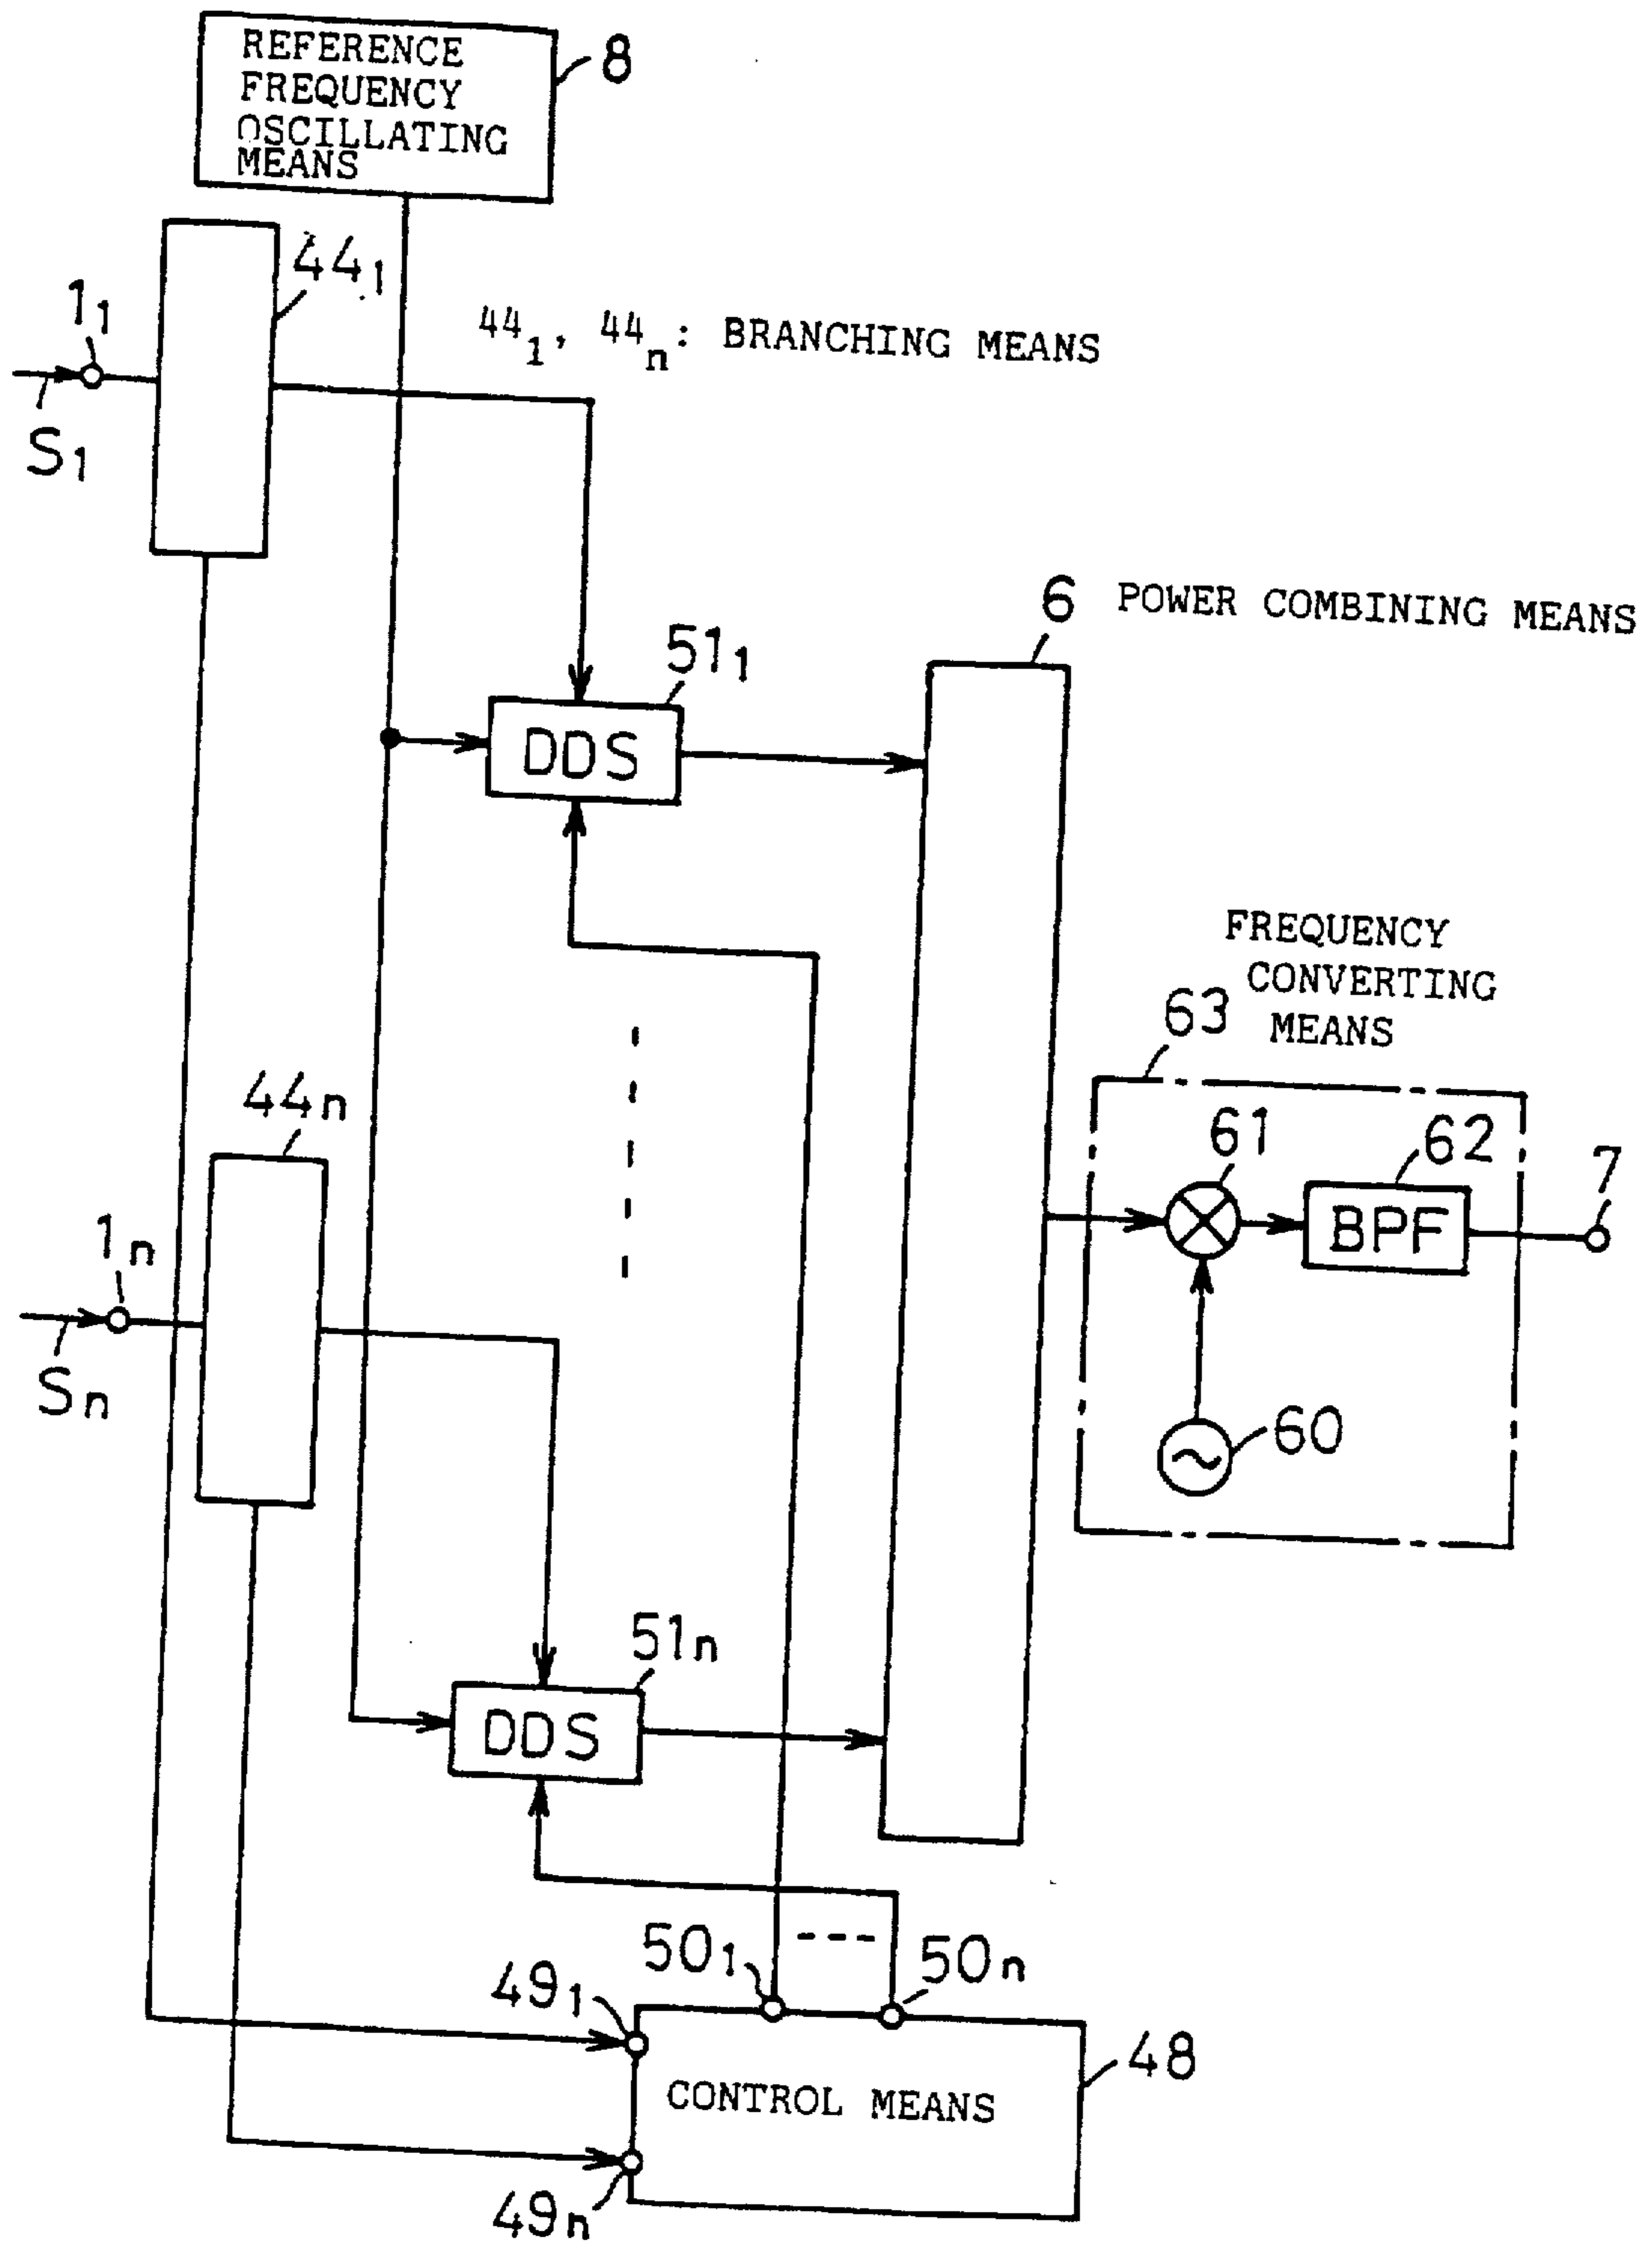 REFERENCE
FREQUENCY
OSCILLATING
MEANS
8
44₁
1₁
44₁, 44ₙ: BRANCHING MEANS
S₁
6 POWER COMBINING MEANS
51₁
DDS
FREQUENCY
CONVERTING
MEANS
63
44n
61
62
7
1n
BPF
Sn
60
51n
DDS
50₁
50n
49₁
48
CONTROL MEANS
49n